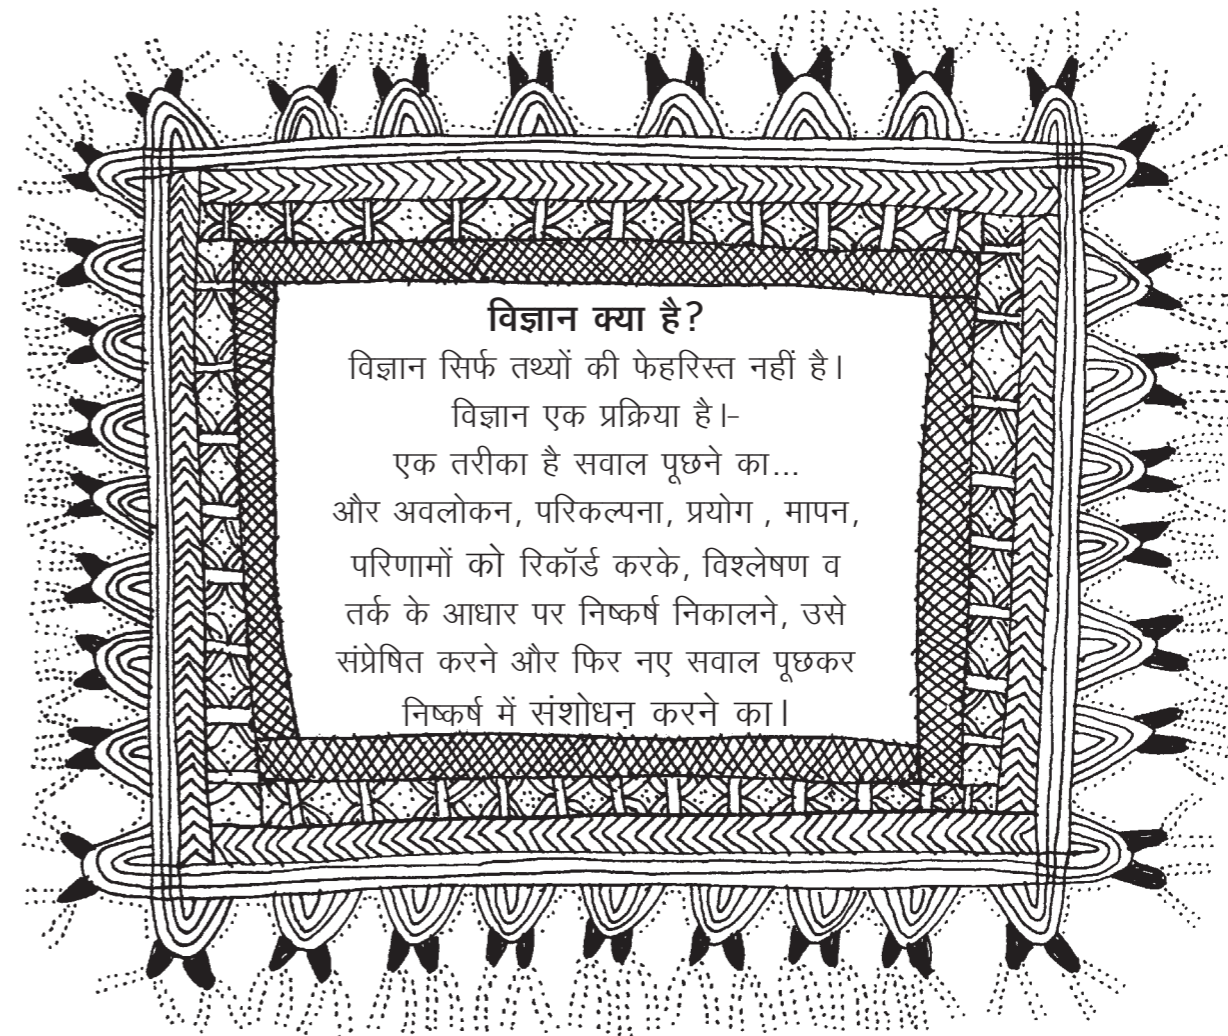 विज्ञान क्या है?
विज्ञान सिर्फ तथ्यों की फेहरिस्त नहीं है।
विज्ञान एक प्रक्रिया है।–
एक तरीका है सवाल पूछने का...
और अवलोकन, परिकल्पना, प्रयोग , मापन,
परिणामों को रिकॉर्ड करके, विश्लेषण व
तर्क के आधार पर निष्कर्ष निकालने, उसे
संप्रेषित करने और फिर नए सवाल पूछकर
निष्कर्ष में संशोधन करने का।